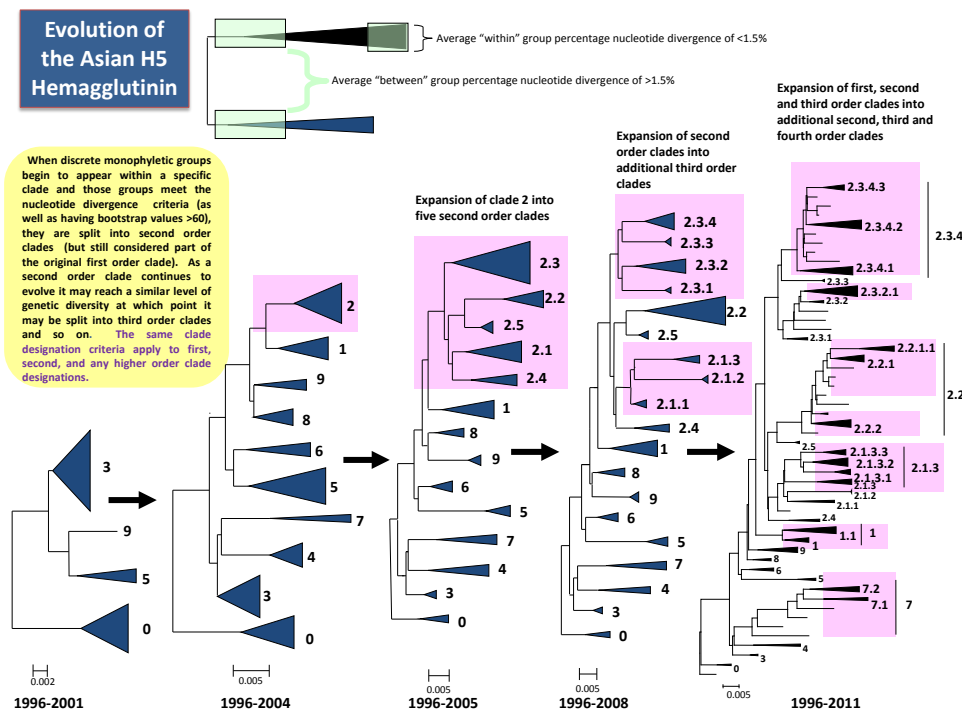 Evolution of
the Asian H5
Hemagglutinin
Average “within” group percentage nucleotide divergence of <1.5%
Average “between” group percentage nucleotide divergence of >1.5%
When discrete monophyletic groups
begin to appear within a specific
clade and those groups meet the
nucleotide divergence criteria (as
well as having bootstrap values >60),
they are split into second order
clades (but still considered part of
the original first order clade). As a
second order clade continues to
evolve it may reach a similar level of
genetic diversity at which point it
may be split into third order clades
and so on. The same clade
designation criteria apply to first,
second, and any higher order clade
designations.
3
9
5
0
0.002
1996-2001
2
1
9
8
6
5
7
4
3
0
0.005
1996-2004
Expansion of clade 2 into
five second order clades
2.3
2.2
2.5
2.1
2.4
1
8
9
6
5
7
4
3
0
0.005
1996-2005
Expansion of second
order clades into
additional third order
clades
2.3.4
2.3.3
2.3.2
2.3.1
2.2
2.5
2.1.3
2.1.2
2.1.1
2.4
1
8
9
6
5
7
4
3
0
0.005
1996-2008
Expansion of first, second
and third order clades into
additional second, third and
fourth order clades
2.3.4.3
2.3.4.2
2.3.4
2.3.4.1
2.3.3
2.3.2.1
2.3.2
2.3.1
2.2.1.1
2.2.1
2.2
2.2.2
2.5
2.1.3.3
2.1.3.2
2.1.3
2.1.3.1
2.1.3
2.1.2
2.1.1
2.4
1.1
1
1
9
8
6
5
7.2
7.1
7
4
3
0
0.005
1996-2011